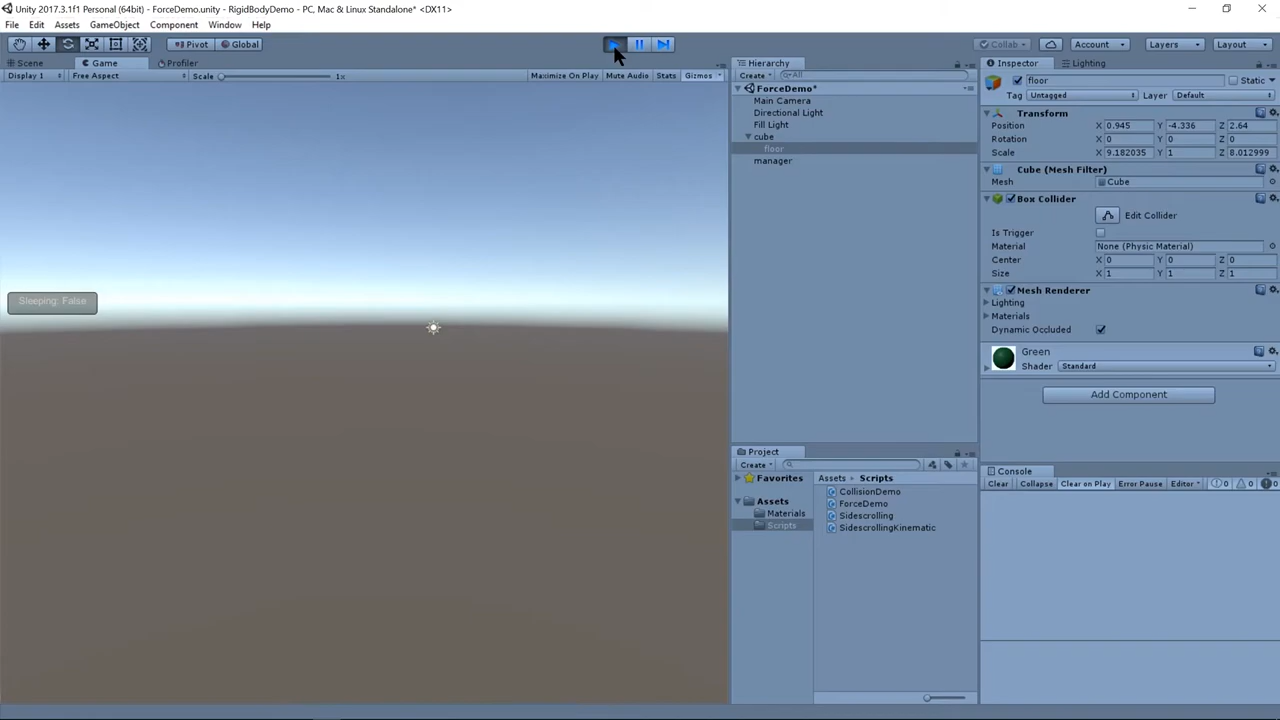 Unity 2017.3.1f1 Personal (64bit) - ForceDemo.unity - RigidBodyDemo - PC, Mac & Linux Standalone* <DX11>
File Edit Assets GameObject Component Window Help
Pivot Global
Collab Account Layers Layout
Scene Game Profiler
Display 1 Free Aspect Scale 1x Maximize On Play Mute Audio Stats Gizmos
Sleeping: False
Hierarchy
Create All
ForceDemo*
Main Camera
Directional Light
Fill Light
cube
floor
manager
Project
Create
Favorites
Assets
Materials
Scripts
Assets Scripts
CollisionDemo
ForceDemo
Sidescrolling
SidescrollingKinematic
Inspector Lighting
floor Static
Tag Untagged Layer Default
Transform
Position X 0.945 Y -4.336 Z 2.64
Rotation X 0 Y 0 Z 0
Scale X 9.182035 Y 1 Z 8.012999
Cube (Mesh Filter)
Mesh Cube
Box Collider
Edit Collider
Is Trigger
Material None (Physic Material)
Center X 0 Y 0 Z 0
Size X 1 Y 1 Z 1
Mesh Renderer
Lighting
Materials
Dynamic Occluded
Green
Shader Standard
Add Component
Console
Clear Collapse Clear on Play Error Pause Editor 0 0 0